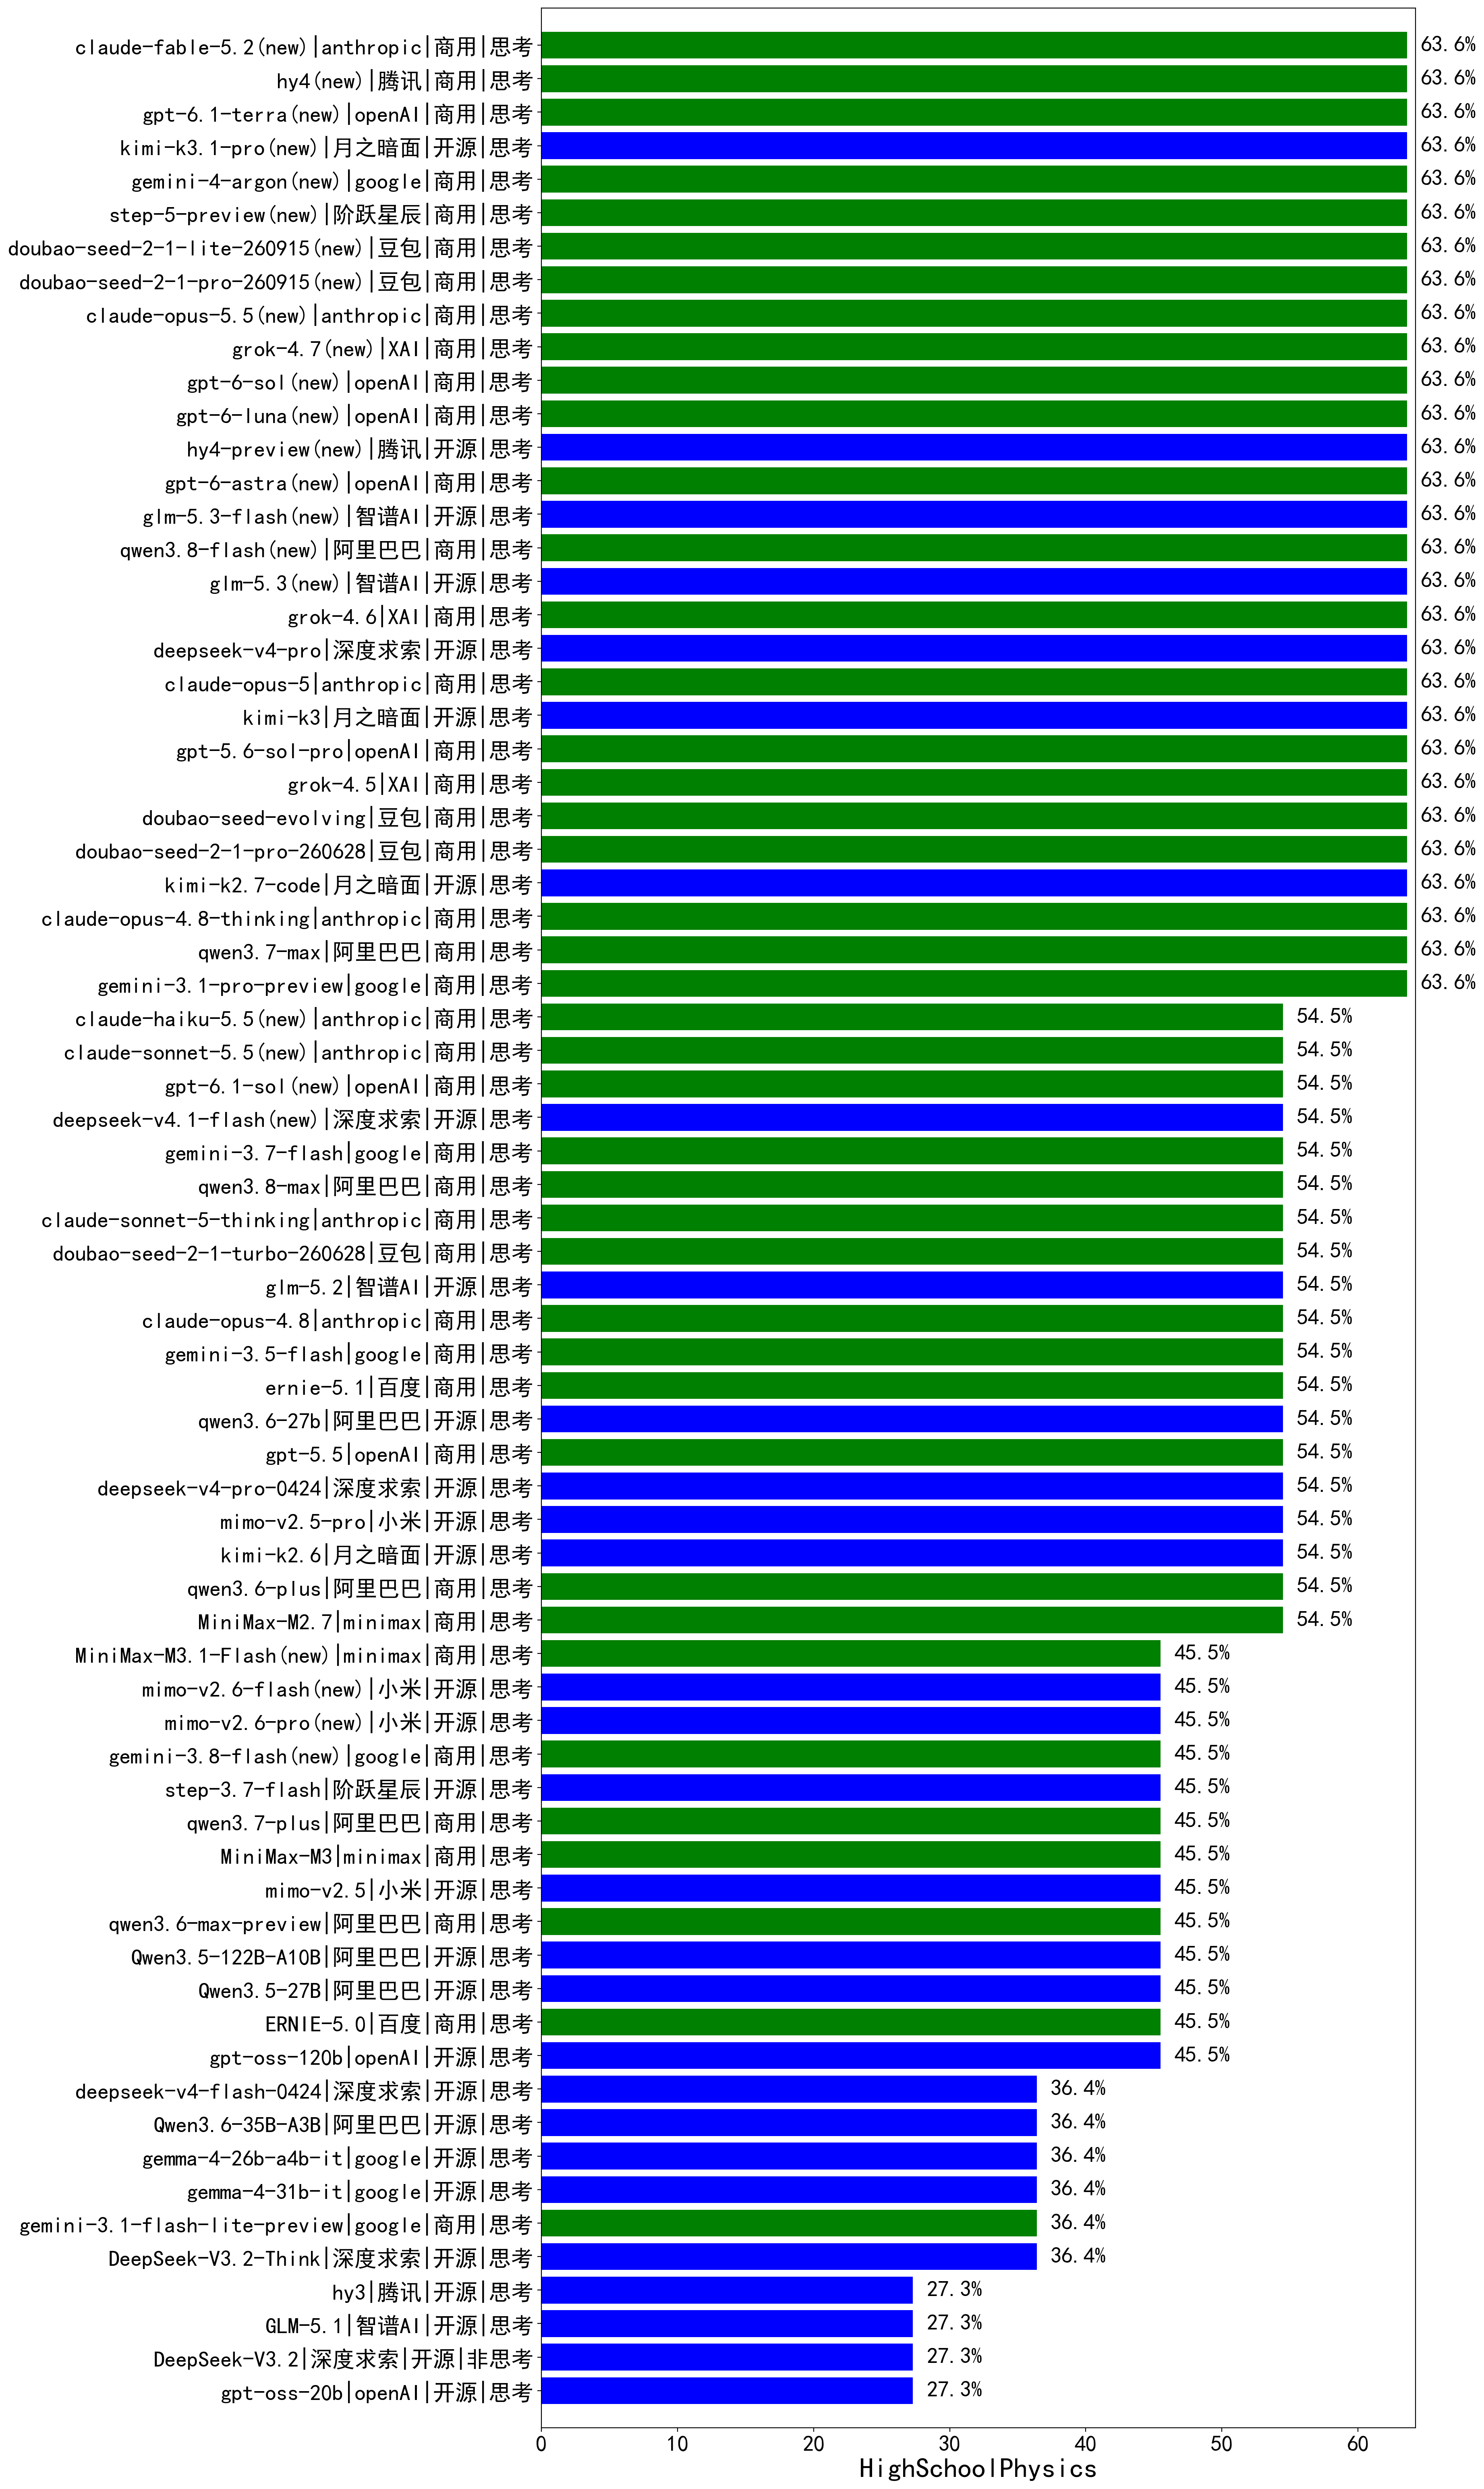 claude-fable-5.2(new)|anthropic|商用|思考 63.6%
hy4(new)|腾讯|商用|思考 63.6%
gpt-6.1-terra(new)|openAI|商用|思考 63.6%
kimi-k3.1-pro(new)|月之暗面|开源|思考 63.6%
gemini-4-argon(new)|google|商用|思考 63.6%
step-5-preview(new)|阶跃星辰|商用|思考 63.6%
doubao-seed-2-1-lite-260915(new)|豆包|商用|思考 63.6%
doubao-seed-2-1-pro-260915(new)|豆包|商用|思考 63.6%
claude-opus-5.5(new)|anthropic|商用|思考 63.6%
grok-4.7(new)|XAI|商用|思考 63.6%
gpt-6-sol(new)|openAI|商用|思考 63.6%
gpt-6-luna(new)|openAI|商用|思考 63.6%
hy4-preview(new)|腾讯|开源|思考 63.6%
gpt-6-astra(new)|openAI|商用|思考 63.6%
glm-5.3-flash(new)|智谱AI|开源|思考 63.6%
qwen3.8-flash(new)|阿里巴巴|商用|思考 63.6%
glm-5.3(new)|智谱AI|开源|思考 63.6%
grok-4.6|XAI|商用|思考 63.6%
deepseek-v4-pro|深度求索|开源|思考 63.6%
claude-opus-5|anthropic|商用|思考 63.6%
kimi-k3|月之暗面|开源|思考 63.6%
gpt-5.6-sol-pro|openAI|商用|思考 63.6%
grok-4.5|XAI|商用|思考 63.6%
doubao-seed-evolving|豆包|商用|思考 63.6%
doubao-seed-2-1-pro-260628|豆包|商用|思考 63.6%
kimi-k2.7-code|月之暗面|开源|思考 63.6%
claude-opus-4.8-thinking|anthropic|商用|思考 63.6%
qwen3.7-max|阿里巴巴|商用|思考 63.6%
gemini-3.1-pro-preview|google|商用|思考 63.6%
claude-haiku-5.5(new)|anthropic|商用|思考 54.5%
claude-sonnet-5.5(new)|anthropic|商用|思考 54.5%
gpt-6.1-sol(new)|openAI|商用|思考 54.5%
deepseek-v4.1-flash(new)|深度求索|开源|思考 54.5%
gemini-3.7-flash|google|商用|思考 54.5%
qwen3.8-max|阿里巴巴|商用|思考 54.5%
claude-sonnet-5-thinking|anthropic|商用|思考 54.5%
doubao-seed-2-1-turbo-260628|豆包|商用|思考 54.5%
glm-5.2|智谱AI|开源|思考 54.5%
claude-opus-4.8|anthropic|商用|思考 54.5%
gemini-3.5-flash|google|商用|思考 54.5%
ernie-5.1|百度|商用|思考 54.5%
qwen3.6-27b|阿里巴巴|开源|思考 54.5%
gpt-5.5|openAI|商用|思考 54.5%
deepseek-v4-pro-0424|深度求索|开源|思考 54.5%
mimo-v2.5-pro|小米|开源|思考 54.5%
kimi-k2.6|月之暗面|开源|思考 54.5%
qwen3.6-plus|阿里巴巴|商用|思考 54.5%
MiniMax-M2.7|minimax|商用|思考 54.5%
MiniMax-M3.1-Flash(new)|minimax|商用|思考 45.5%
mimo-v2.6-flash(new)|小米|开源|思考 45.5%
mimo-v2.6-pro(new)|小米|开源|思考 45.5%
gemini-3.8-flash(new)|google|商用|思考 45.5%
step-3.7-flash|阶跃星辰|开源|思考 45.5%
qwen3.7-plus|阿里巴巴|商用|思考 45.5%
MiniMax-M3|minimax|商用|思考 45.5%
mimo-v2.5|小米|开源|思考 45.5%
qwen3.6-max-preview|阿里巴巴|商用|思考 45.5%
Qwen3.5-122B-A10B|阿里巴巴|开源|思考 45.5%
Qwen3.5-27B|阿里巴巴|开源|思考 45.5%
ERNIE-5.0|百度|商用|思考 45.5%
gpt-oss-120b|openAI|开源|思考 45.5%
deepseek-v4-flash-0424|深度求索|开源|思考 36.4%
Qwen3.6-35B-A3B|阿里巴巴|开源|思考 36.4%
gemma-4-26b-a4b-it|google|开源|思考 36.4%
gemma-4-31b-it|google|开源|思考 36.4%
gemini-3.1-flash-lite-preview|google|商用|思考 36.4%
DeepSeek-V3.2-Think|深度求索|开源|思考 36.4%
hy3|腾讯|开源|思考 27.3%
GLM-5.1|智谱AI|开源|思考 27.3%
DeepSeek-V3.2|深度求索|开源|非思考 27.3%
gpt-oss-20b|openAI|开源|思考 27.3%
0 10 20 30 40 50 60
HighSchoolPhysics